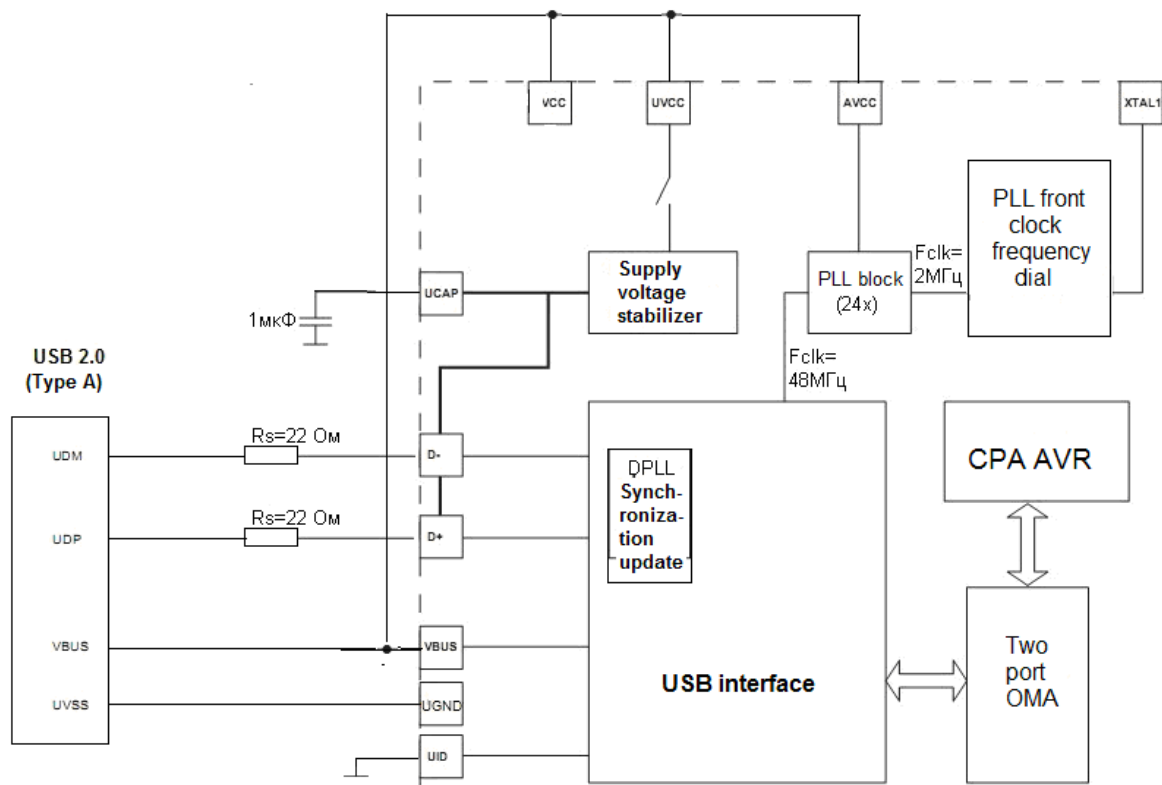 VCC
UVCC
AVCC
XTAL1
PLL front
clock
frequency
dial
Supply
voltage
stabilizer
PLL block
(24x)
Fclk=
2МГц
UCAP
1мкФ
USB 2.0
(Type A)
Fclk=
48МГц
UDM
Rs=22 Ом
D-
DPLL
Synch-
roniza-
tion
update
CPA AVR
UDP
Rs=22 Ом
D+
VBUS
VBUS
USB interface
Two
port
OMA
UVSS
UGND
UID